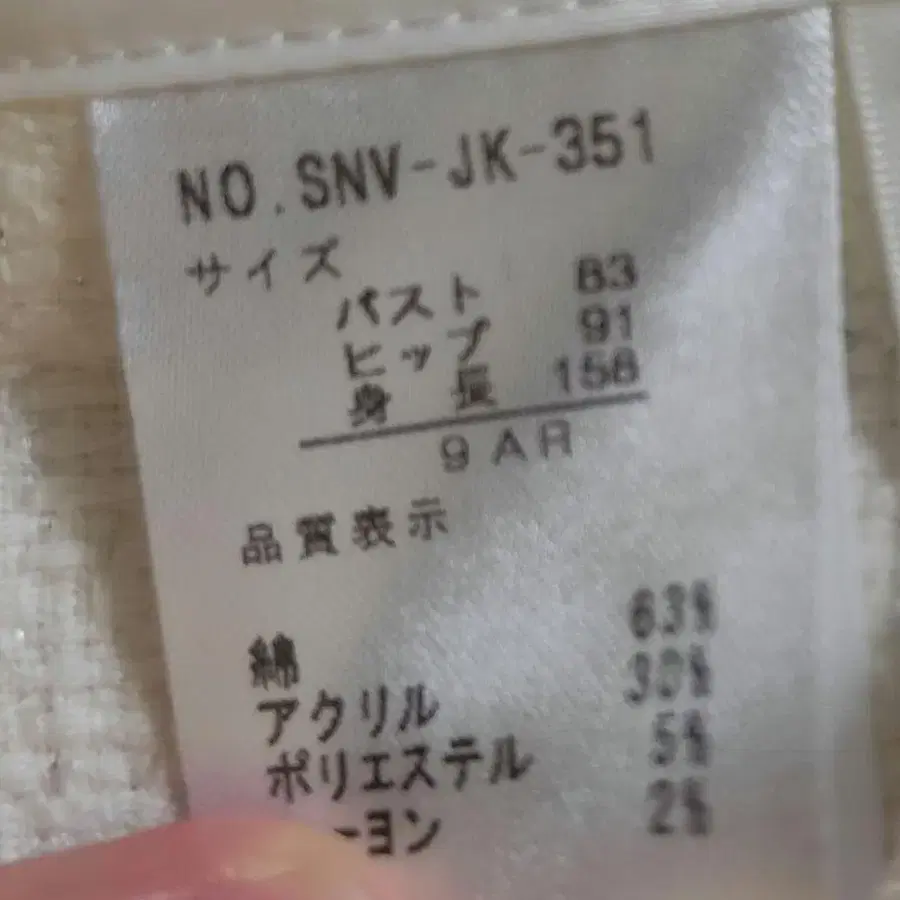 NO.SNV-JK-351
サイズ
バスト 83
ヒップ 91
身長 158
9AR
品質表示
綿 63%
アクリル 30%
ポリエステル 5%
ーヨン 2%